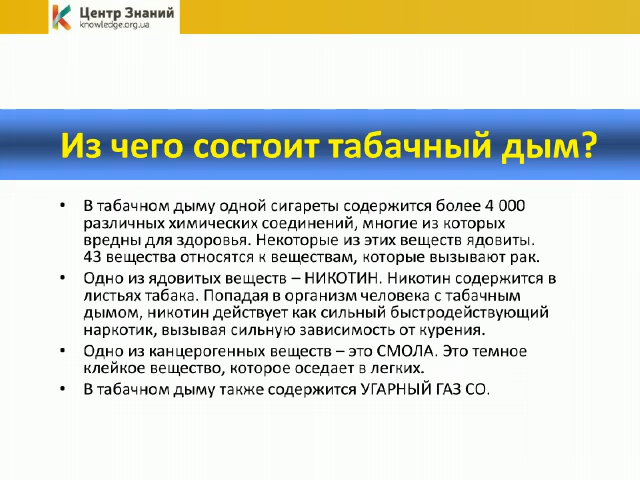 Центр Знаний
knowledge.org.ua
Из чего состоит табачный дым?
• В табачном дыму одной сигареты содержится более 4 000
различных химических соединений, многие из которых
вредны для здоровья. Некоторые из этих веществ ядовиты.
43 вещества относятся к веществам, которые вызывают рак.
• Одно из ядовитых веществ – НИКОТИН. Никотин содержится в
листьях табака. Попадая в организм человека с табачным
дымом, никотин действует как сильный быстродействующий
наркотик, вызывая сильную зависимость от курения.
• Одно из канцерогенных веществ – это СМОЛА. Это темное
клейкое вещество, которое оседает в легких.
• В табачном дыму также содержится УГАРНЫЙ ГАЗ СО.